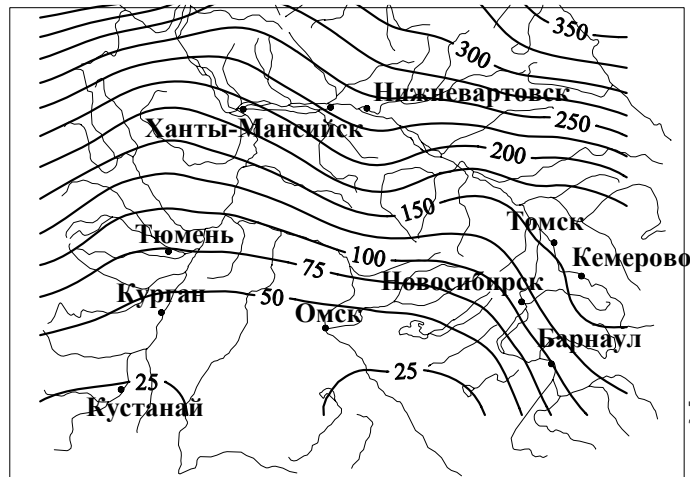 350
300
Нижневартовск
Ханты-Мансийск
250
200
150
Томск
Тюмень
100
Кемерово
75
Новосибирск
Курган
50
Омск
Барнаул
25
25
Кустанай